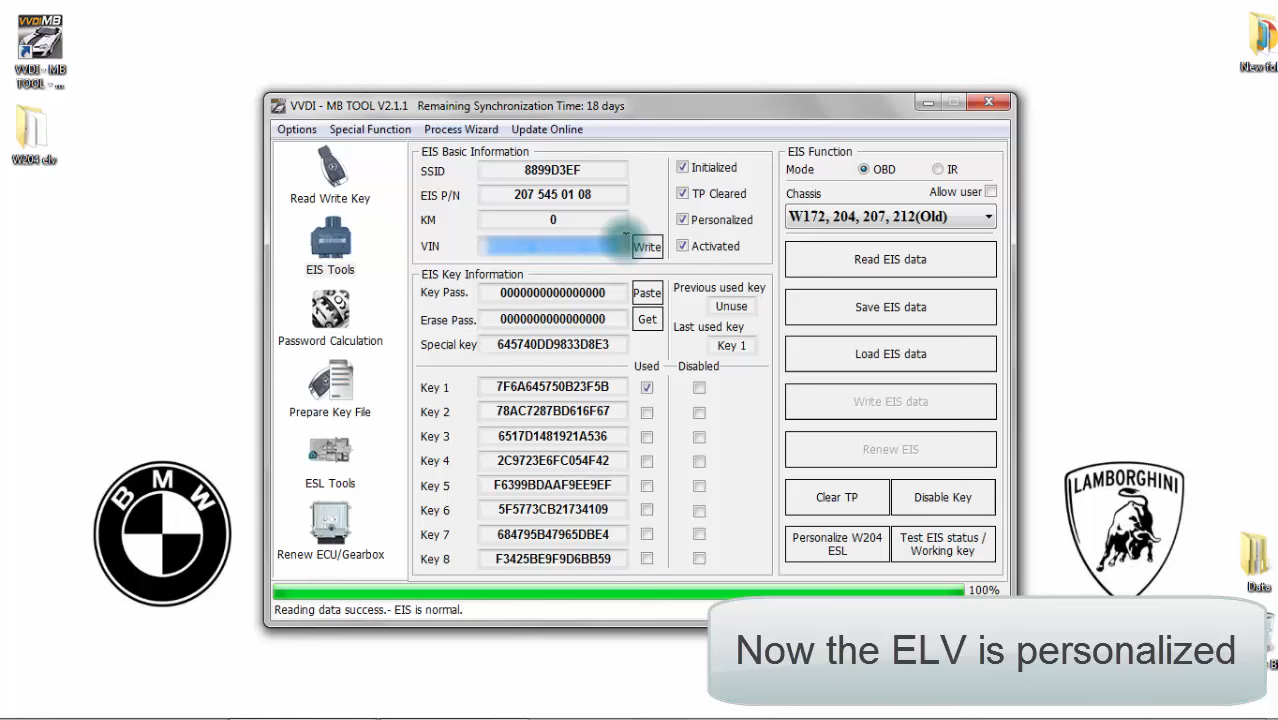 VVDI - MB TOOL V2.1.1 Remaining Synchronization Time: 18 days
Options Special Function Process Wizard Update Online
VVDIMB
VVDI - MB
TOOL - ...
W204 elv
New fol
Read Write Key
EIS Tools
Password Calculation
Prepare Key File
ESL Tools
Renew ECU/Gearbox
EIS Basic Information
SSID 8899D3EF
EIS P/N 207 545 01 08
KM 0
VIN Write
Initialized
TP Cleared
Personalized
Activated
EIS Key Information
Key Pass. 0000000000000000 Paste
Erase Pass. 0000000000000000 Get
Special key 645740DD9833D8E3
Previous used key
Unuse
Last used key
Key 1
Used Disabled
Key 1 7F6A645750B23F5B
Key 2 78AC7287BD616F67
Key 3 6517D1481921A536
Key 4 2C9723E6FC054F42
Key 5 F6399BDAAF9EE9EF
Key 6 5F5773CB21734109
Key 7 684795B47965DBE4
Key 8 F3425BE9F9D6BB59
EIS Function
Mode OBD IR
Chassis Allow user
W172, 204, 207, 212(Old)
Read EIS data
Save EIS data
Load EIS data
Write EIS data
Renew EIS
Clear TP Disable Key
Personalize W204
ESL
Test EIS status /
Working key
100%
Reading data success.- EIS is normal.
BMW
LAMBORGHINI
Data
Now the ELV is personalized